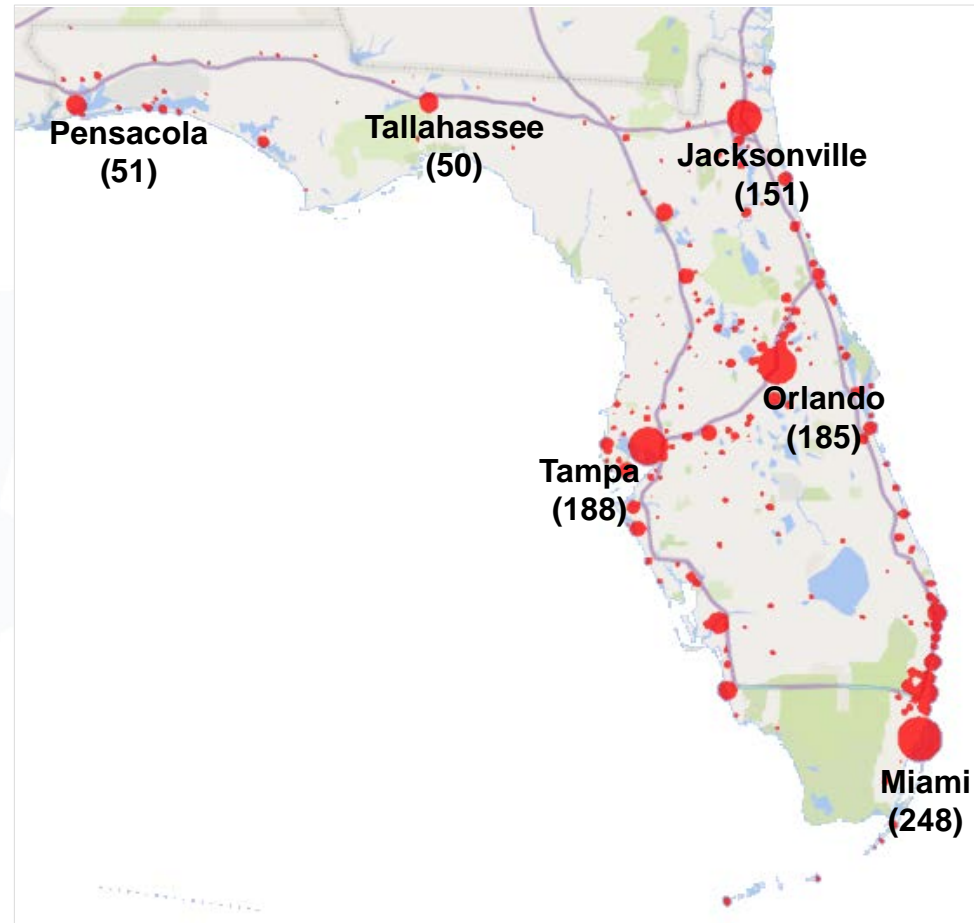 Pensacola
(51)
Tallahassee
(50)
Jacksonville
(151)
Orlando
(185)
Tampa
(188)
Miami
(248)